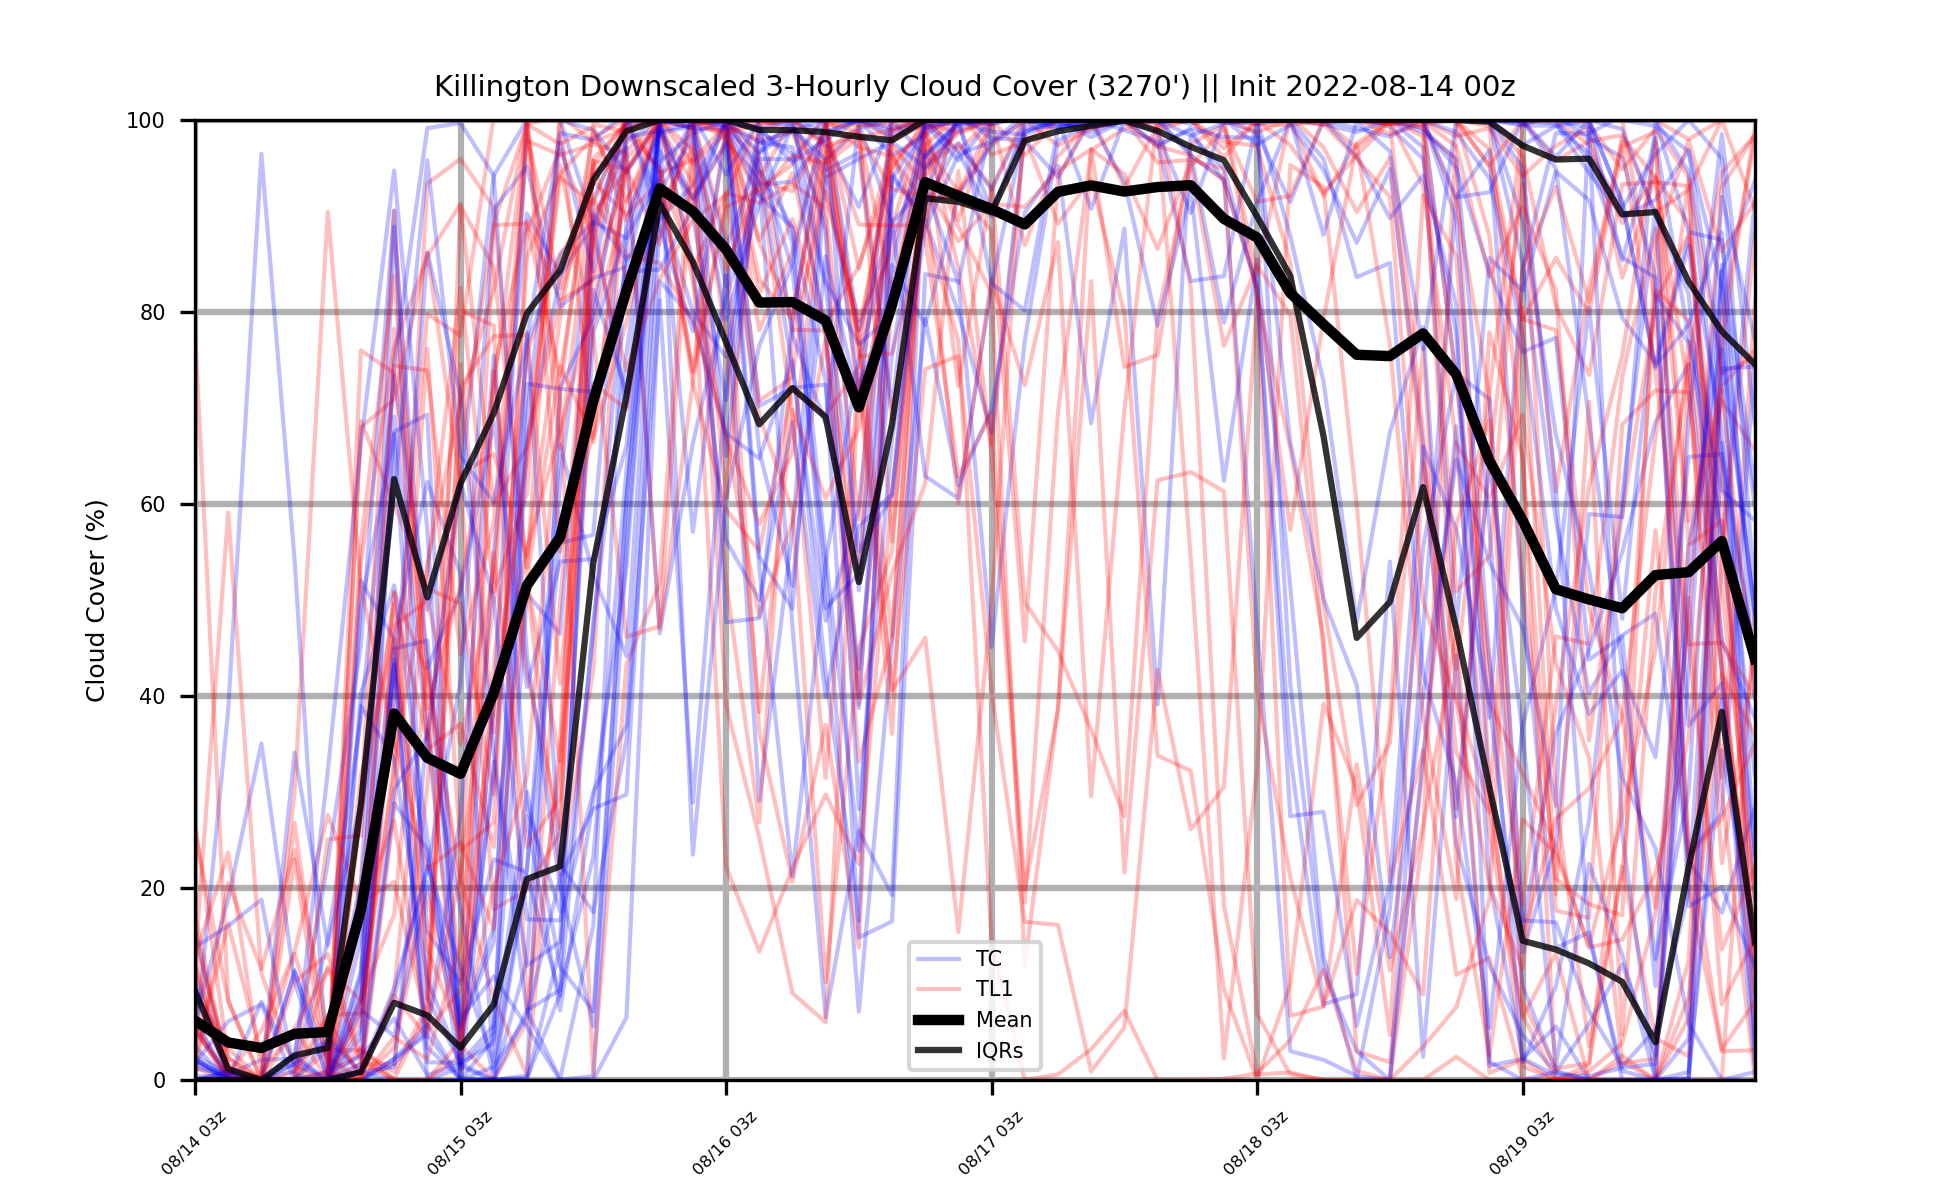 Killington Downscaled 3-Hourly Cloud Cover (3270') || Init 2022-08-14 00z
Cloud Cover (%)
100
80
60
40
20
0
TC
TL1
Mean
IQRs
08/14 03z
08/15 03z
08/16 03z
08/17 03z
08/18 03z
08/19 03z